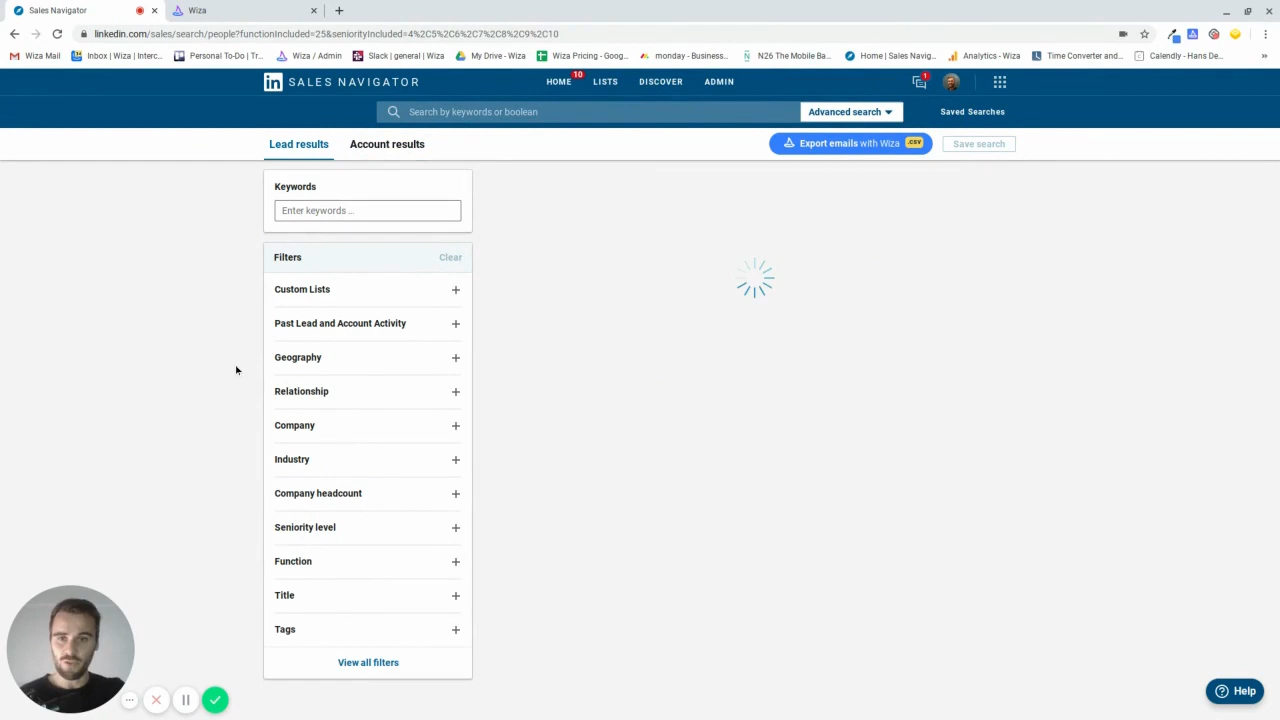 Sales Navigator
Wiza
linkedin.com/sales/search/people?functionIncluded=25&seniorityIncluded=4%2C5%2C6%2C7%2C8%2C9%2C10
Wiza Mail
Inbox | Wiza | Interc...
Personal To-Do | Tr...
Wiza / Admin
Slack | general | Wiza
My Drive - Wiza
Wiza Pricing - Goog...
monday - Business...
N26 The Mobile Ba...
Home | Sales Navig...
Analytics - Wiza
Time Converter and...
Calendly - Hans De...
in SALES NAVIGATOR
HOME
10
LISTS
DISCOVER
ADMIN
1
Search by keywords or boolean
Advanced search
Saved Searches
Lead results
Account results
Export emails with Wiza .CSV
Save search
Keywords
Enter keywords ...
Filters
Clear
Custom Lists
Past Lead and Account Activity
Geography
Relationship
Company
Industry
Company headcount
Seniority level
Function
Title
Tags
View all filters
Help